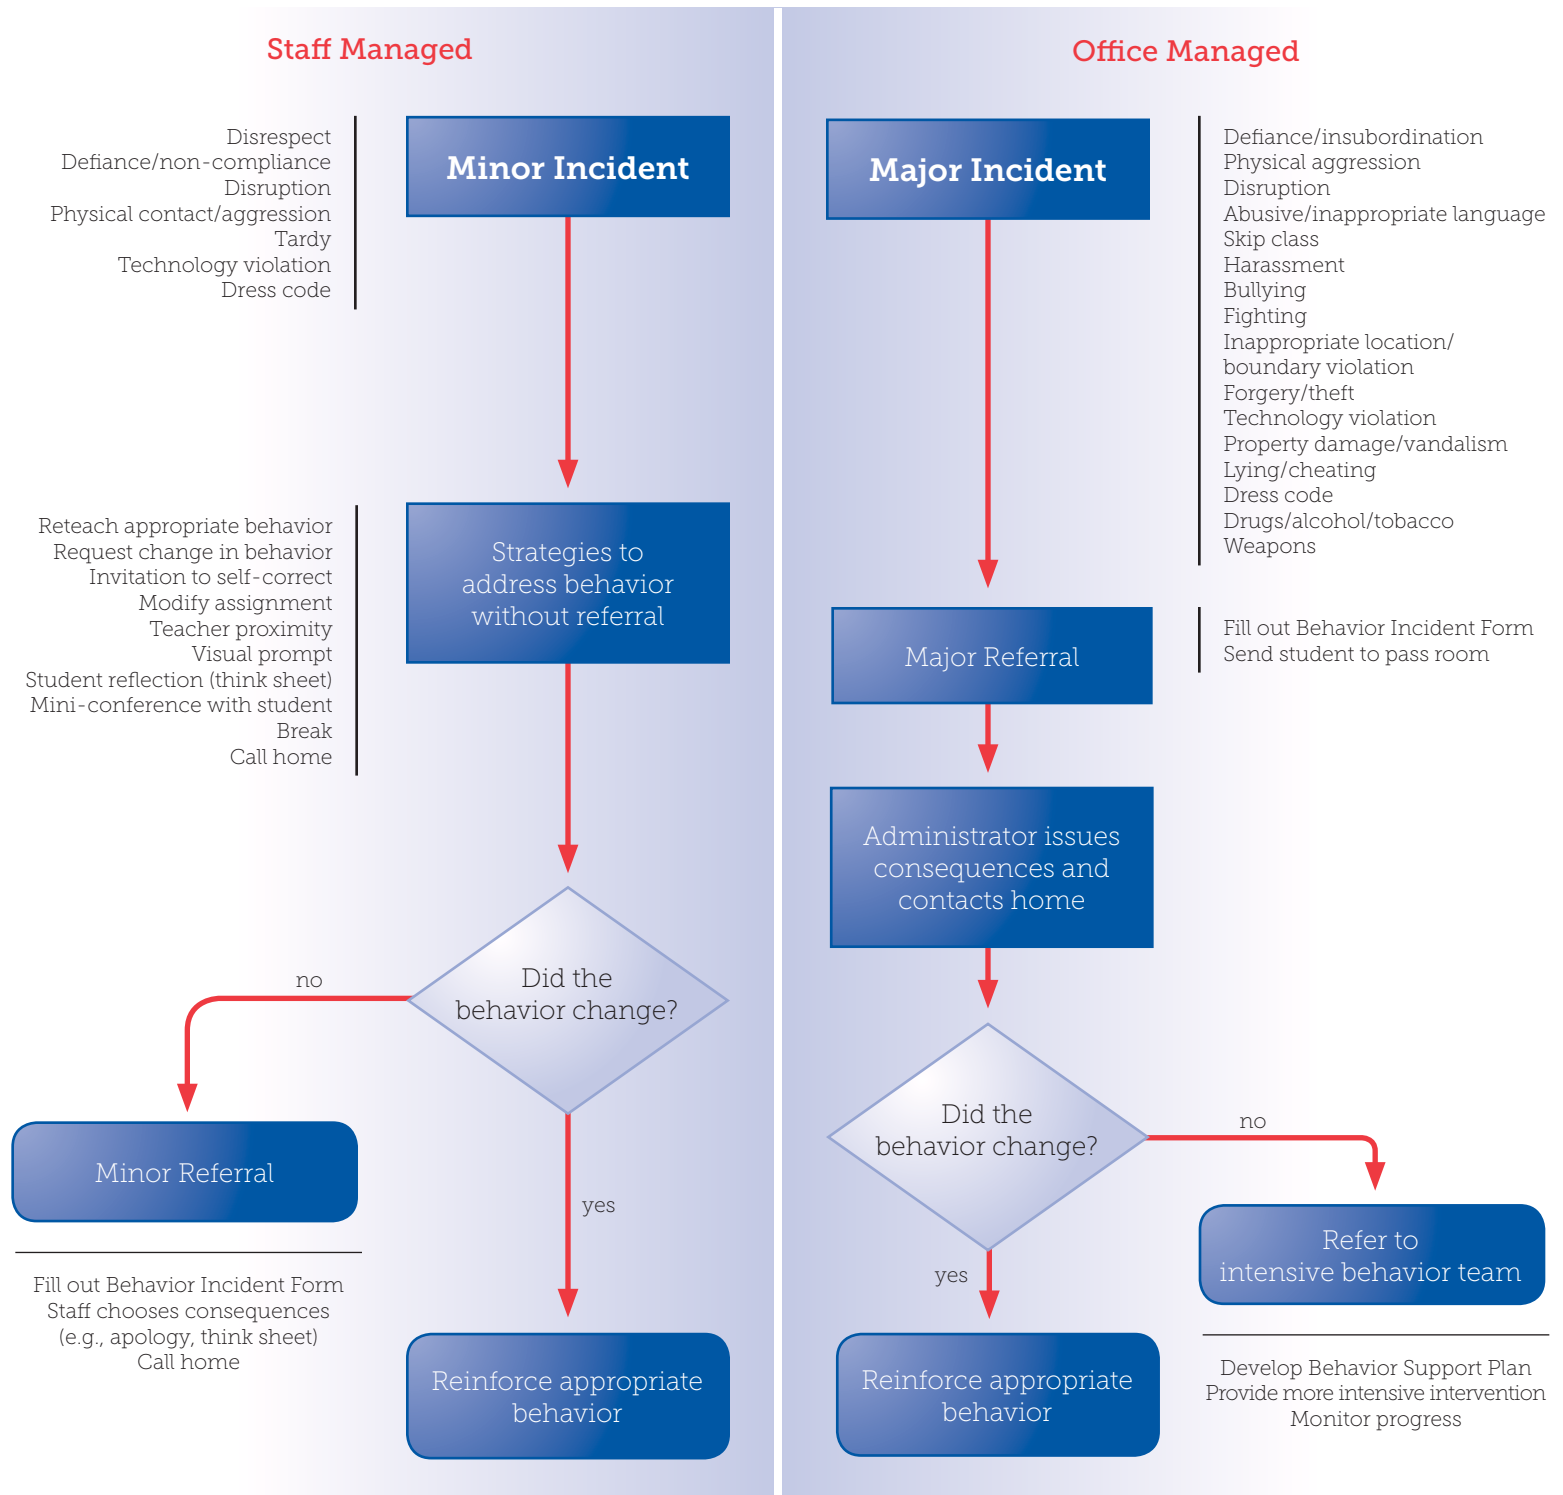 Staff Managed
Disrespect
Defiance/non-compliance
Disruption
Physical contact/aggression
Tardy
Technology violation
Dress code
Minor Incident
Reteach appropriate behavior
Request change in behavior
Invitation to self-correct
Modify assignment
Teacher proximity
Visual prompt
Student reflection (think sheet)
Mini-conference with student
Break
Call home
Strategies to
address behavior
without referral
Did the
behavior change?
no
Minor Referral
Fill out Behavior Incident Form
Staff chooses consequences
(e.g., apology, think sheet)
Call home
yes
Reinforce appropriate
behavior
Office Managed
Major Incident
Defiance/insubordination
Physical aggression
Disruption
Abusive/inappropriate language
Skip class
Harassment
Bullying
Fighting
Inappropriate location/
boundary violation
Forgery/theft
Technology violation
Property damage/vandalism
Lying/cheating
Dress code
Drugs/alcohol/tobacco
Weapons
Major Referral
Fill out Behavior Incident Form
Send student to pass room
Administrator issues
consequences and
contacts home
Did the
behavior change?
no
Refer to
intensive behavior team
Develop Behavior Support Plan
Provide more intensive intervention
Monitor progress
yes
Reinforce appropriate
behavior